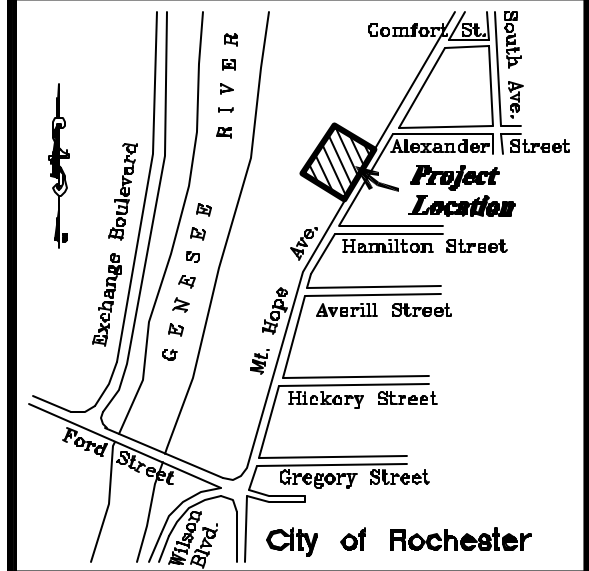 Comfort St.
South Ave.
GENESEE RIVER
Alexander Street
Project
Location
Exchange Boulevard
Mt. Hope Ave.
Hamilton Street
Averill Street
Hickory Street
Ford Street
Gregory Street
Wilson
Blvd.
City of Rochester